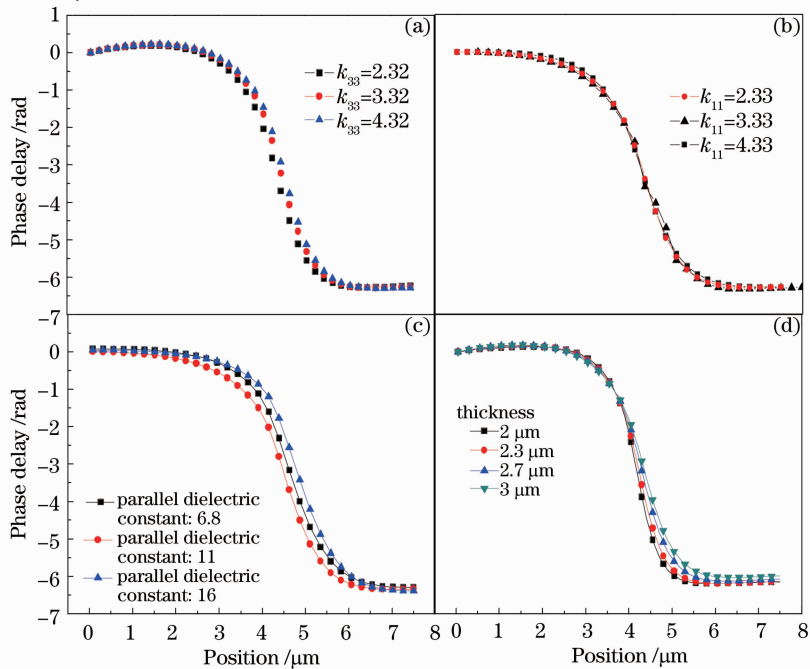 (a)
k33=2.32
k33=3.32
k33=4.32
Phase delay /rad
1
0
−1
−2
−3
−4
−5
−6
−7
(b)
k11=2.33
k11=3.33
k11=4.33
(c)
parallel dielectric
constant: 6.8
parallel dielectric
constant: 11
parallel dielectric
constant: 16
Phase delay /rad
0
−1
−2
−3
−4
−5
−6
−7
0 1 2 3 4 5 6 7 8
Position /μm
(d)
thickness
2 μm
2.3 μm
2.7 μm
3 μm
0 1 2 3 4 5 6 7 8
Position /μm